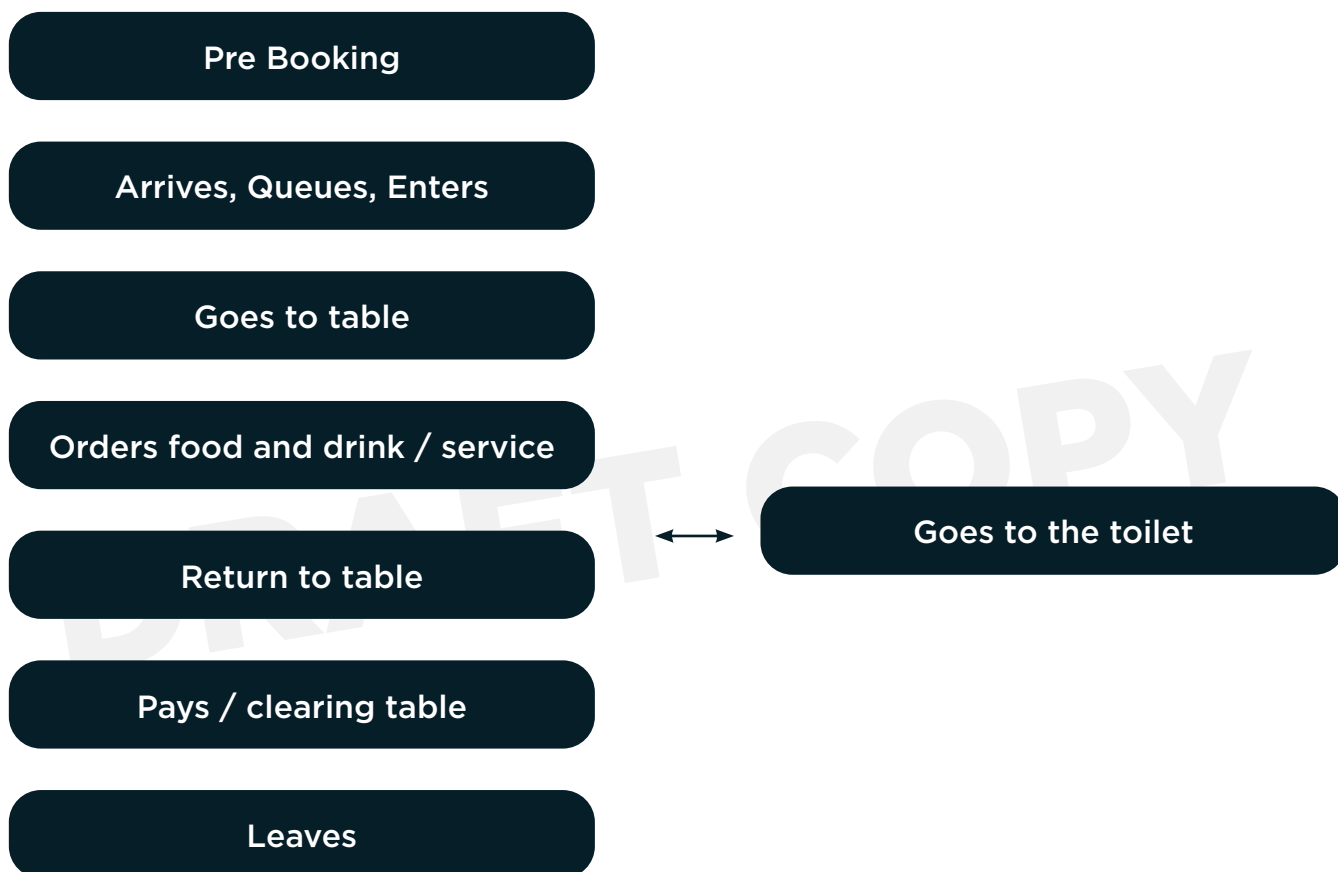 Pre Booking
Arrives, Queues, Enters
Goes to table
Orders food and drink / service
Return to table
Goes to the toilet
Pays / clearing table
Leaves
DRAFT COPY